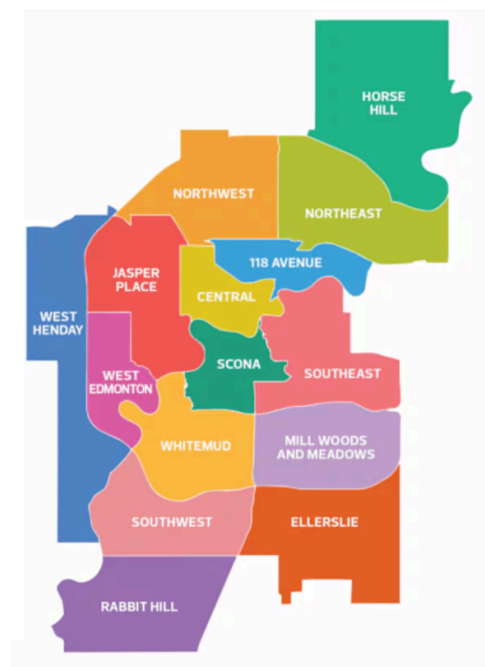 HORSE
HILL
NORTHWEST
NORTHEAST
118 AVENUE
JASPER
PLACE
CENTRAL
WEST
HENDAY
SCONA
SOUTHEAST
WEST
EDMONTON
WHITEMUD
MILL WOODS
AND MEADOWS
SOUTHWEST
ELLERSLIE
RABBIT HILL